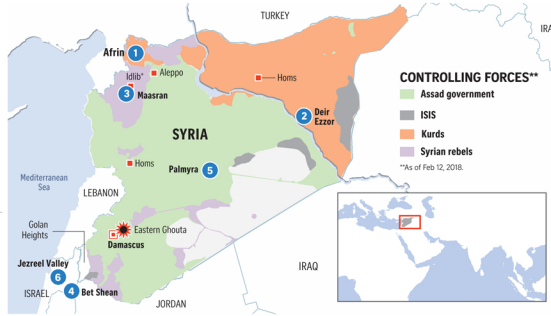 TURKEY
IRA
Afrin 1
Idib*
Aleppo
Homs
3 Maasran
2 Deir
Ezzor
CONTROLLING FORCES**
Assad government
ISIS
Kurds
Syrian rebels
**As of Feb 12, 2018.
SYRIA
Homs
Palmyra 5
Mediterranean
Sea
LEBANON
Golan
Heights
Eastern Ghouta
Damascus
Jezreel Valley
6
4 Bet Shean
ISRAEL
IRAQ
JORDAN